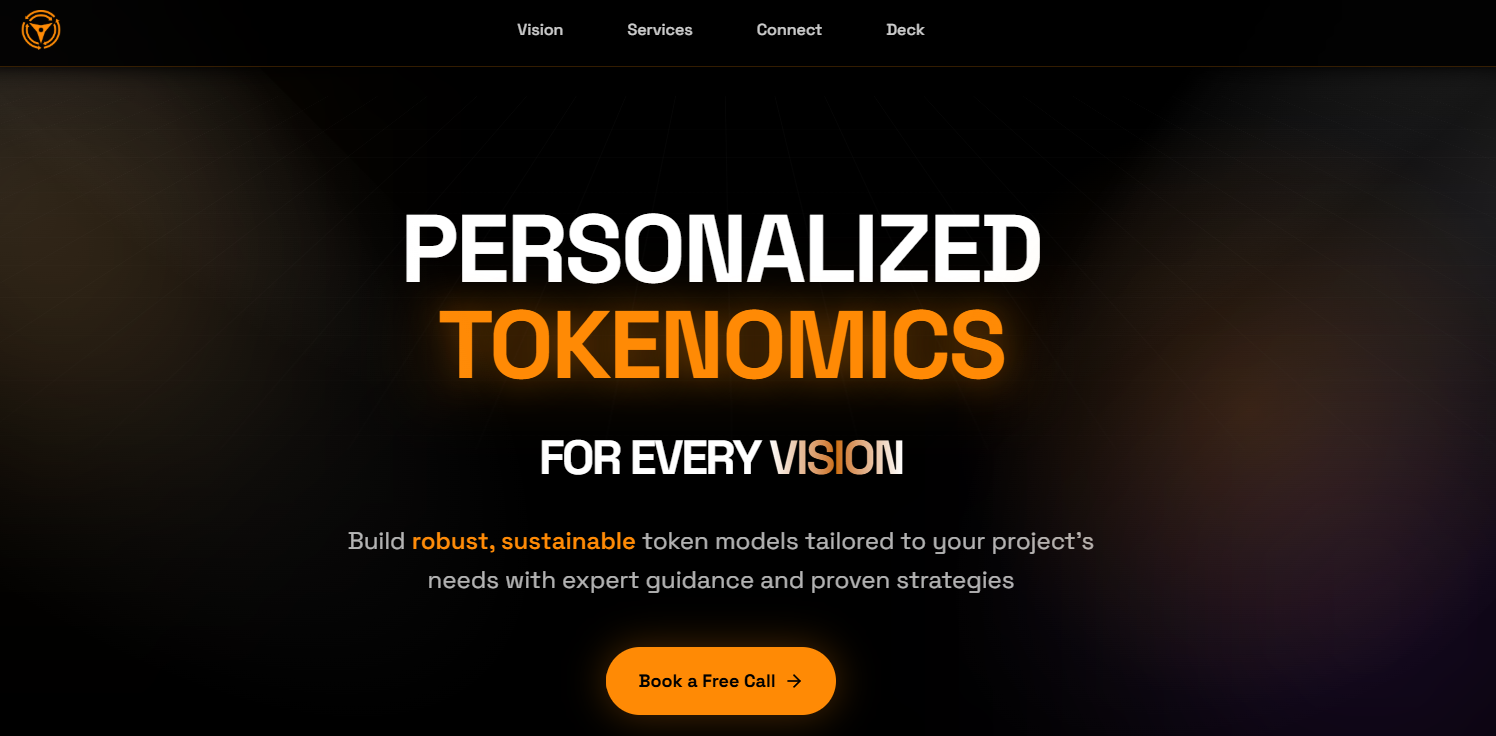 Vision Services Connect Deck
PERSONALIZED
TOKENOMICS
FOR EVERY VISION
Build robust, sustainable token models tailored to your project's
needs with expert guidance and proven strategies
Book a Free Call →